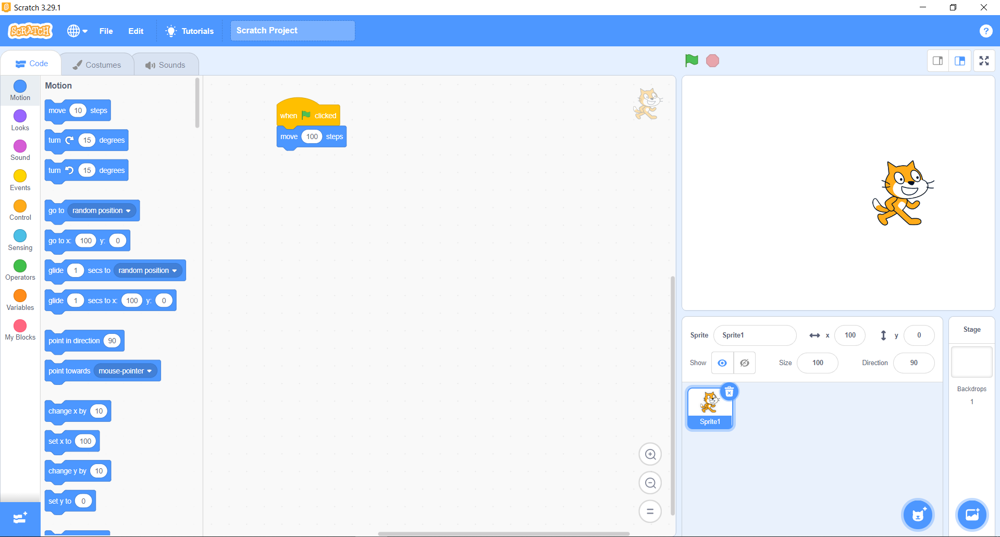 Scratch 3.29.1
SCRATCH File Edit Tutorials Scratch Project ?
Code Costumes Sounds
Motion
Looks
Sound
Events
Control
Sensing
Operators
Variables
My Blocks
Motion
move 10 steps
turn 15 degrees
turn 15 degrees
go to random position
go to x: 100 y: 0
glide 1 secs to random position
glide 1 secs to x: 100 y: 0
point in direction 90
point towards mouse-pointer
change x by 10
set x to 100
change y by 10
set y to 0
when clicked
move 100 steps
Sprite Sprite1 x 100 y 0
Show Size 100 Direction 90
Sprite1
Stage
Backdrops
1